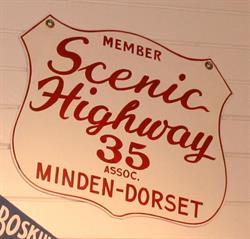 MEMBER
Scenic
Highway
35
ASSOC.
MINDEN-DORSET